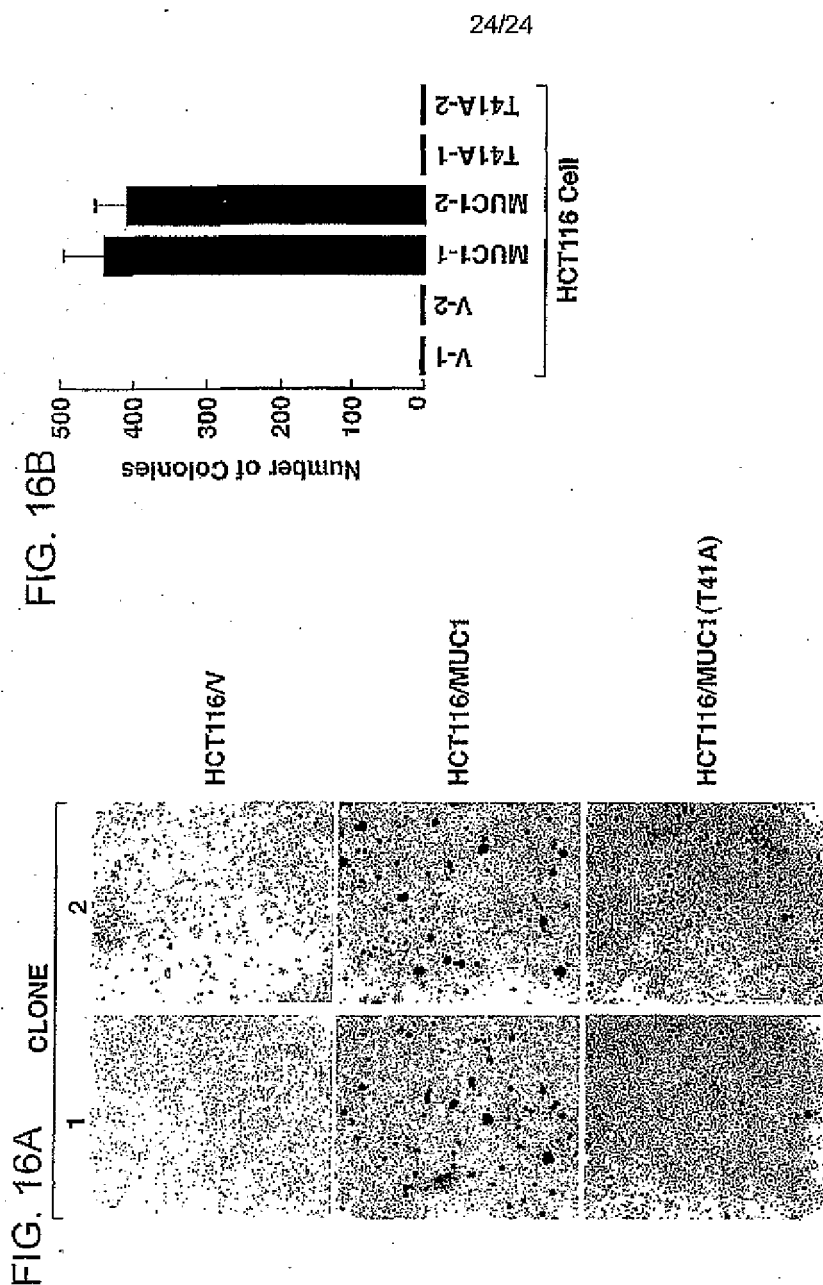 24/24
FIG. 16A
CLONE
1 2
HCT116/V
HCT116/MUC1
HCT116/MUC1(T41A)
FIG. 16B
Number of Colonies
500
400
300
200
100
0
V-1
V-2
MUC1-1
MUC1-2
T41A-1
T41A-2
HCT116 Cell